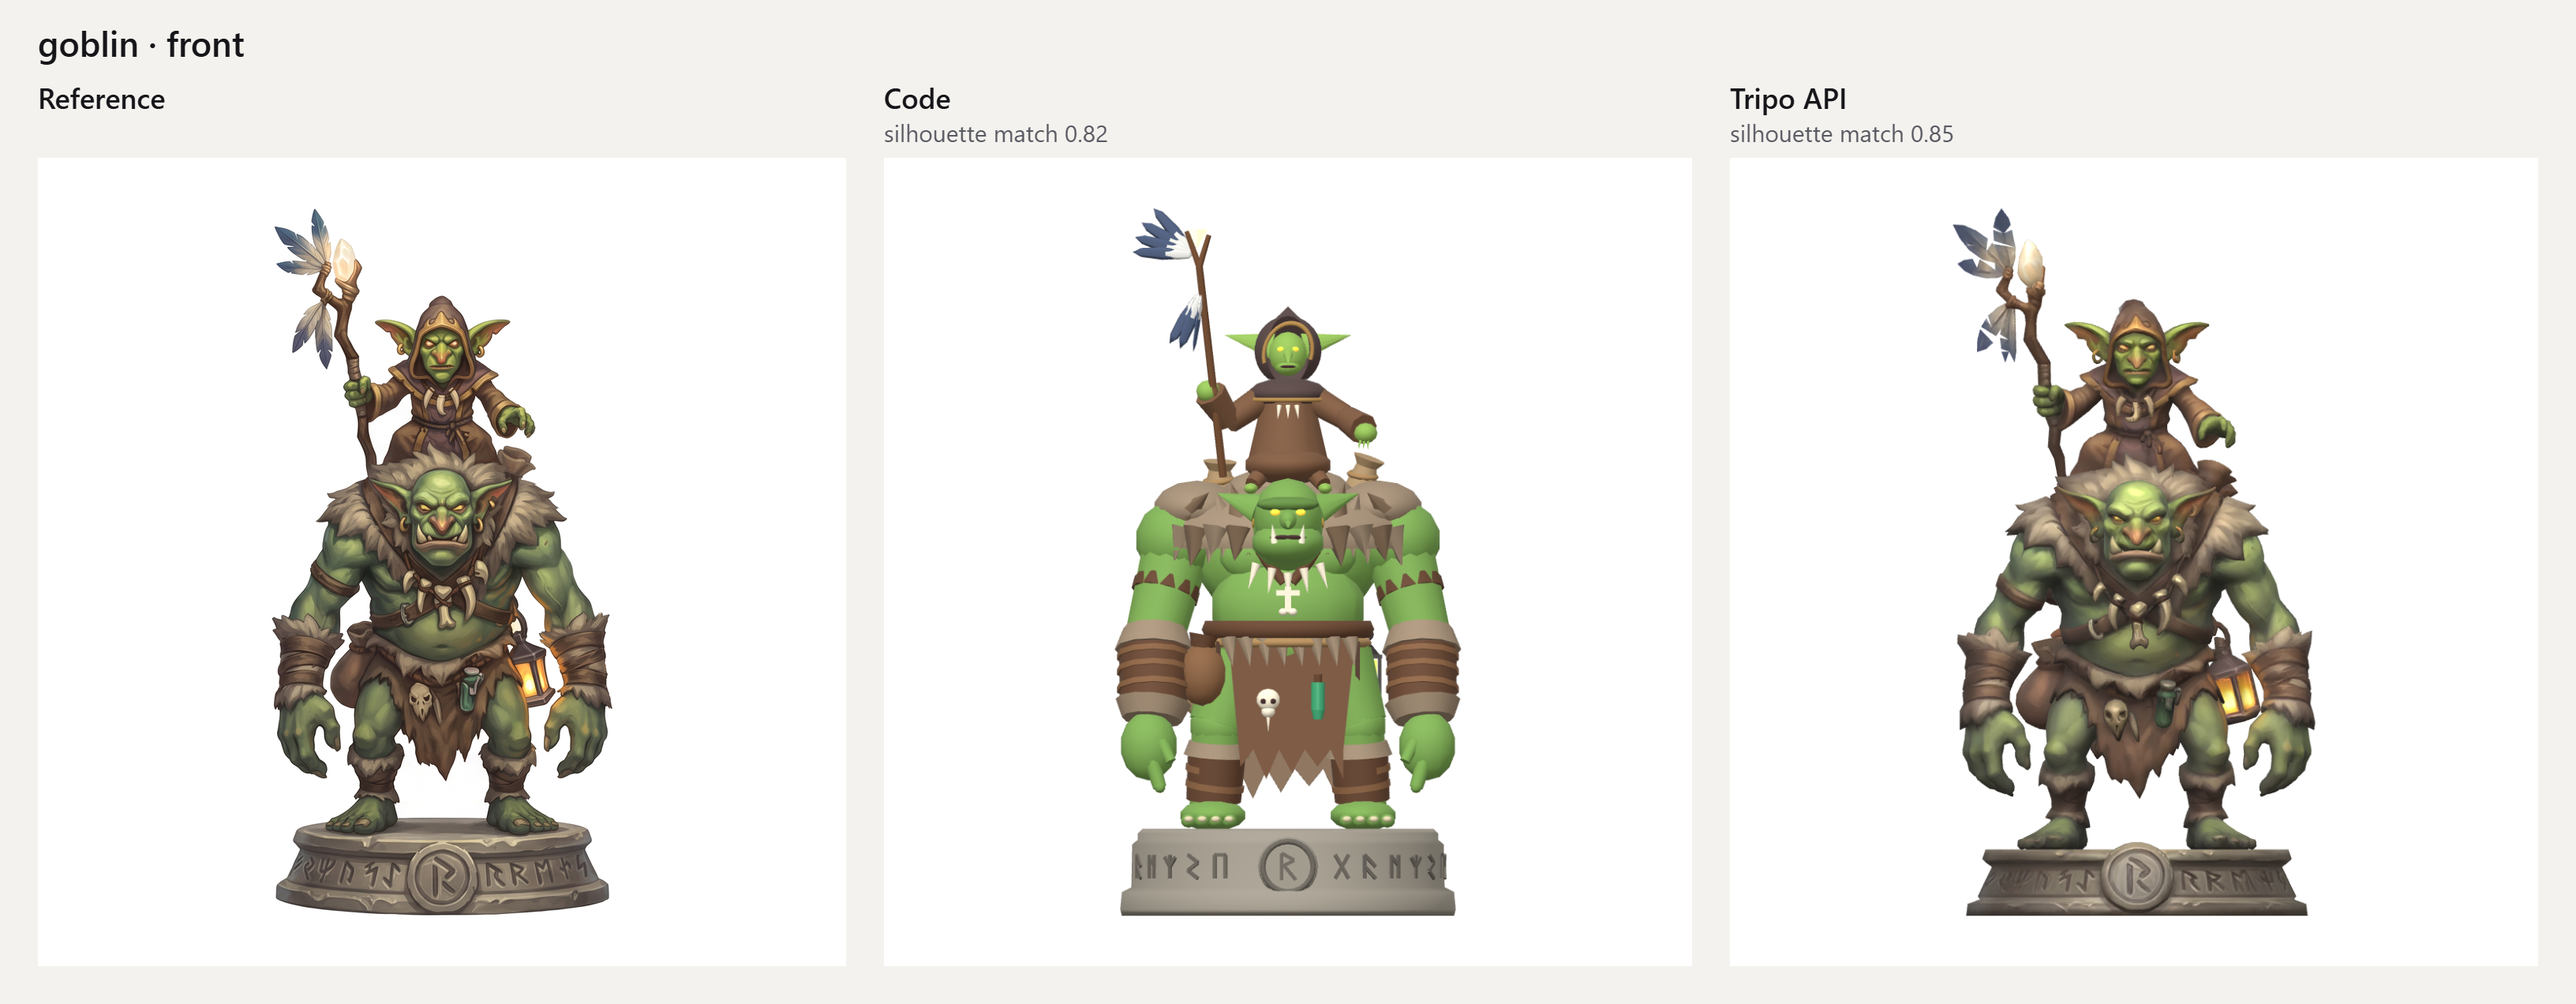 goblin · front
Reference
Code
silhouette match 0.82
Tripo API
silhouette match 0.85